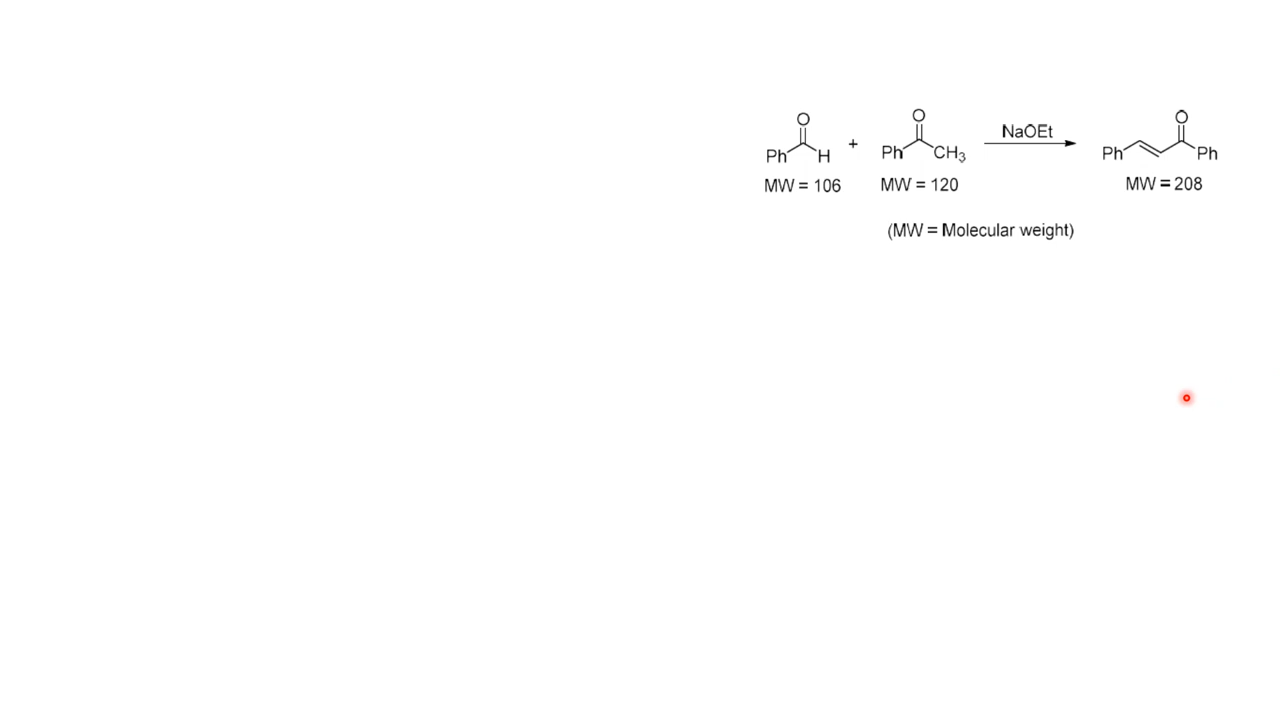 O O NaOEt O
Ph H + Ph CH₃ Ph Ph
MW = 106 MW = 120 MW = 208
(MW = Molecular weight)